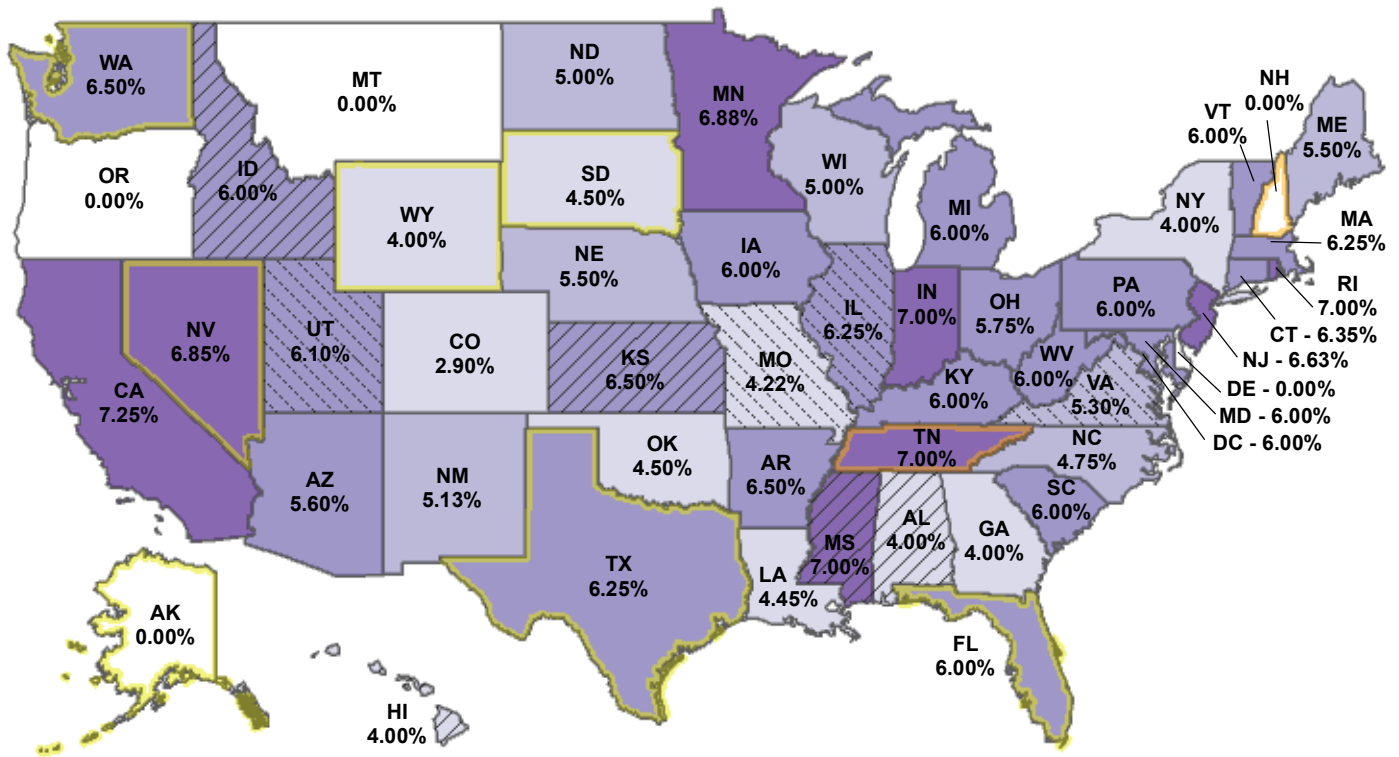 WA
6.50%
MT
0.00%
ND
5.00%
MN
6.88%
NH
0.00%
VT
6.00%
ME
5.50%
OR
0.00%
ID
6.00%
WY
4.00%
SD
4.50%
WI
5.00%
MI
6.00%
NY
4.00%
MA
6.25%
RI
7.00%
CT - 6.35%
NJ - 6.63%
DE - 0.00%
MD - 6.00%
DC - 6.00%
NE
5.50%
IA
6.00%
IL
6.25%
IN
7.00%
OH
5.75%
PA
6.00%
NV
6.85%
UT
6.10%
CO
2.90%
KS
6.50%
MO
4.22%
KY
6.00%
WV
6.00%
VA
5.30%
CA
7.25%
AZ
5.60%
NM
5.13%
OK
4.50%
AR
6.50%
TN
7.00%
NC
4.75%
SC
6.00%
TX
6.25%
LA
4.45%
MS
7.00%
AL
4.00%
GA
4.00%
FL
6.00%
AK
0.00%
HI
4.00%